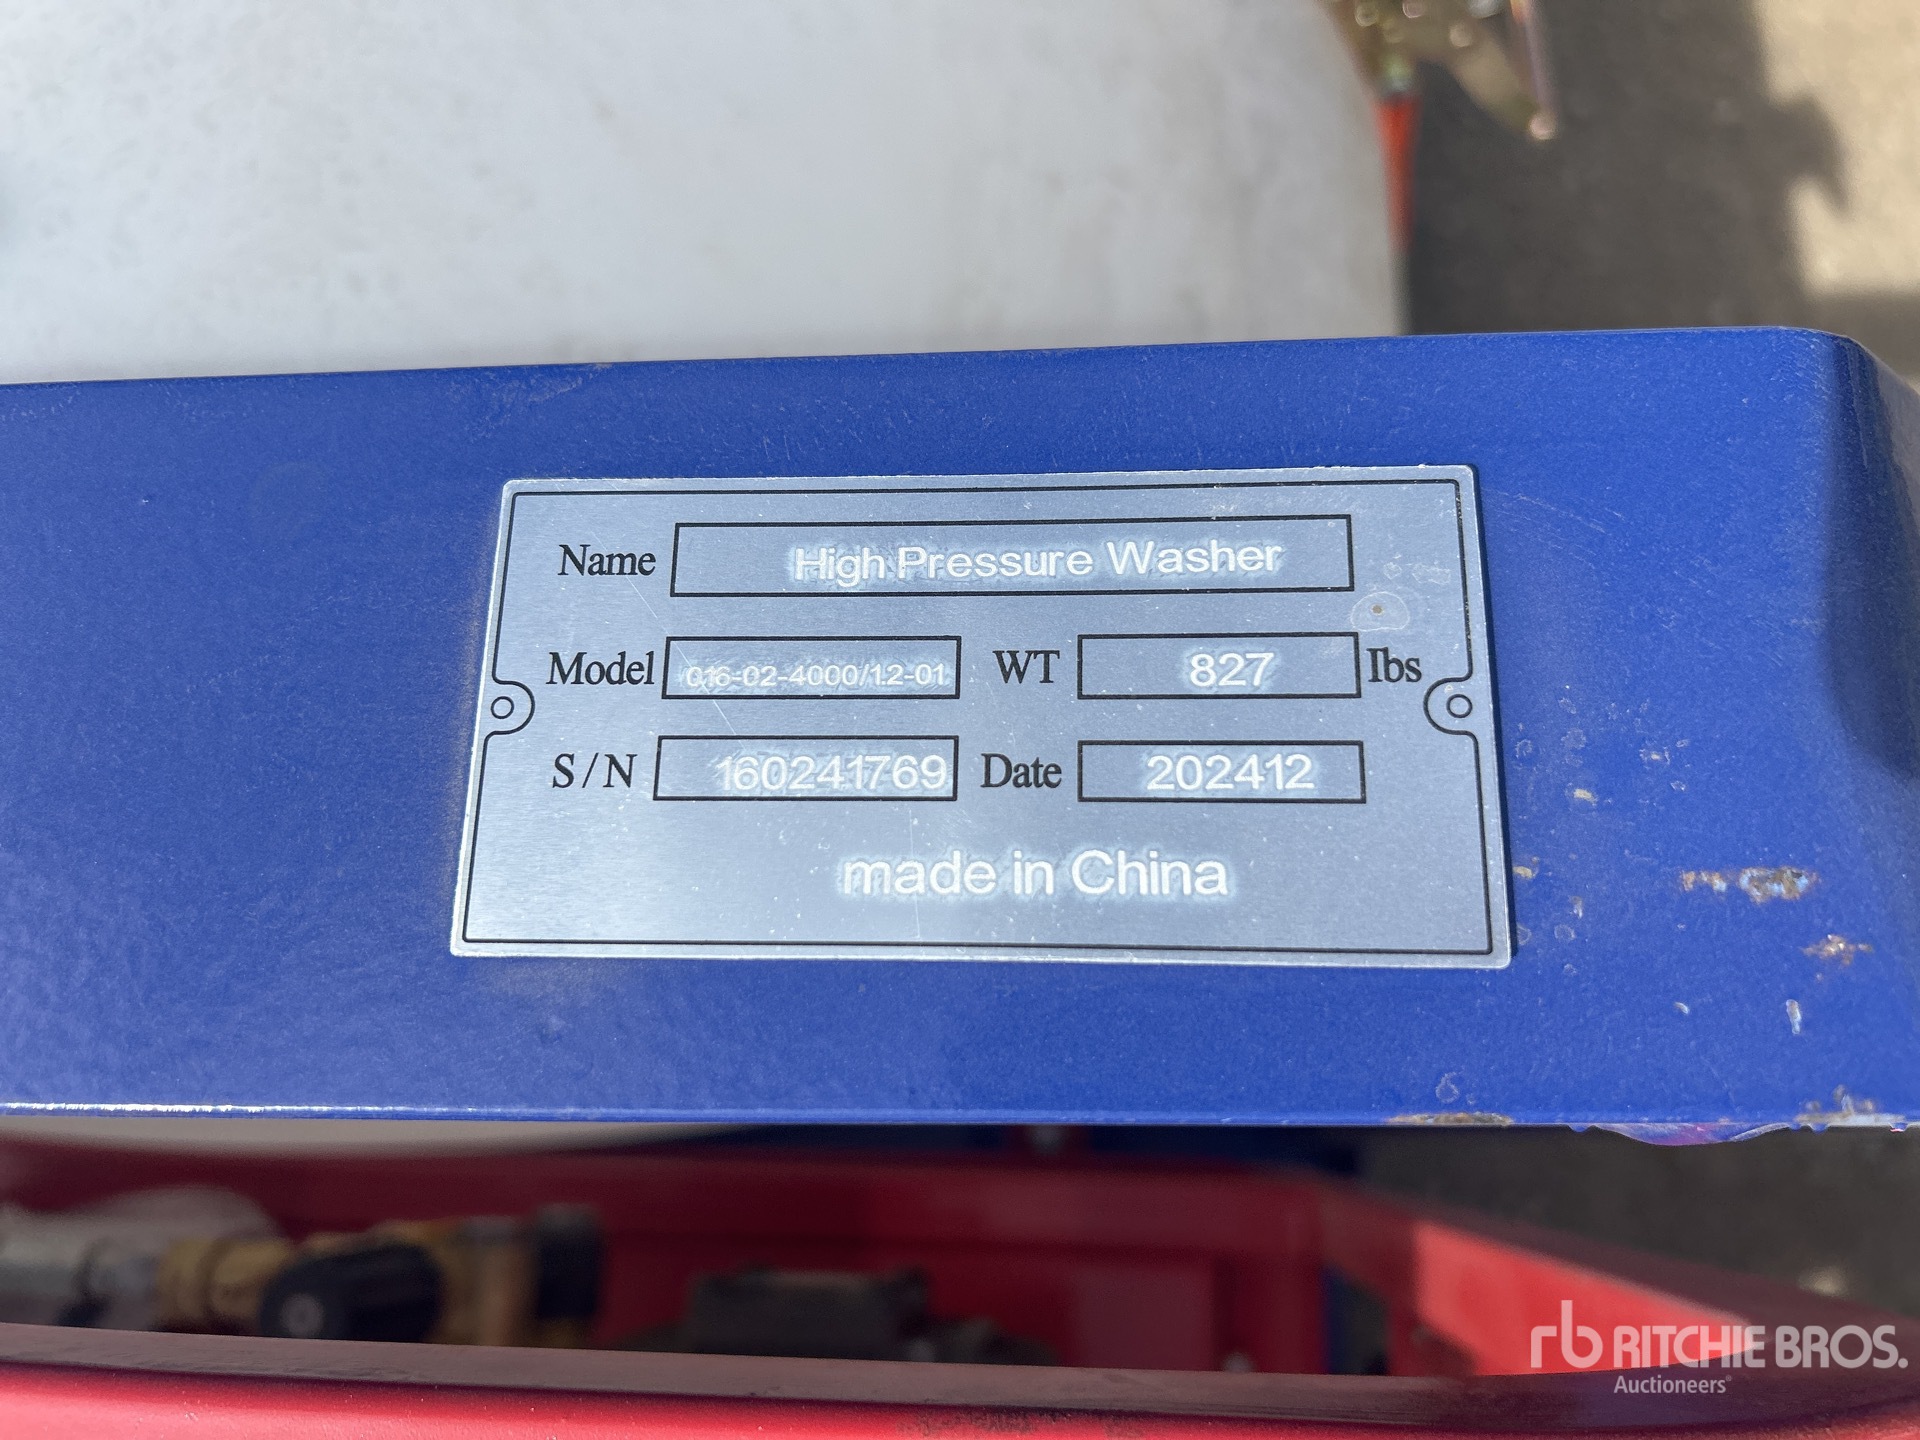 Name High Pressure Washer
Model 016-02-4000/12-01 WT 827 Ibs
S/N 160241769 Date 202412
made in China
rb RITCHIE BROS.
Auctioneers